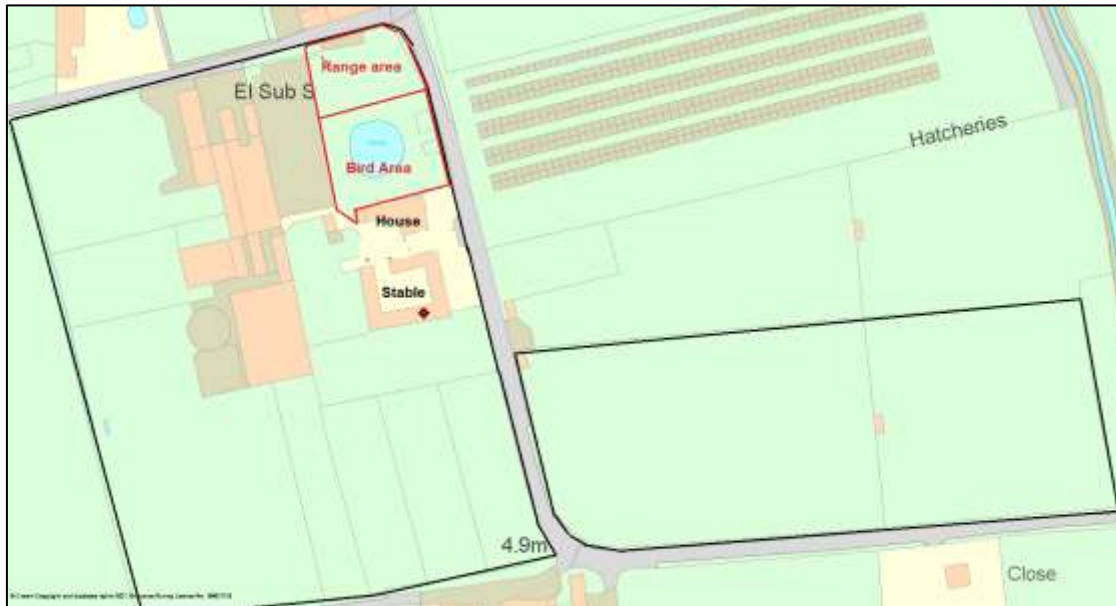 Range area
El Sub S
Bird Area
Hatcheries
House
Stable
4.9m
Close